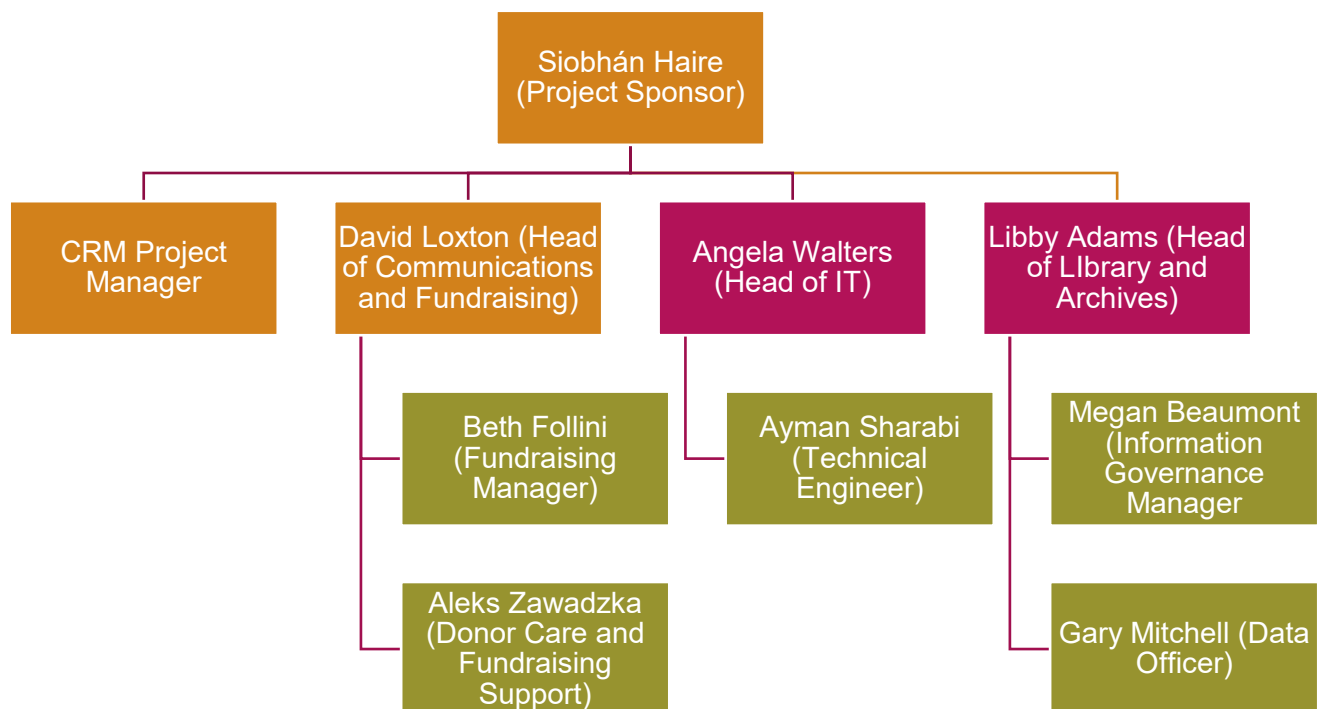 Siobhán Haire
(Project Sponsor)
CRM Project
Manager
David Loxton (Head
of Communications
and Fundraising)
Angela Walters
(Head of IT)
Libby Adams (Head
of LIbrary and
Archives)
Beth Follini
(Fundraising
Manager)
Ayman Sharabi
(Technical
Engineer)
Megan Beaumont
(Information
Governance
Manager
Aleks Zawadzka
(Donor Care and
Fundraising
Support)
Gary Mitchell (Data
Officer)